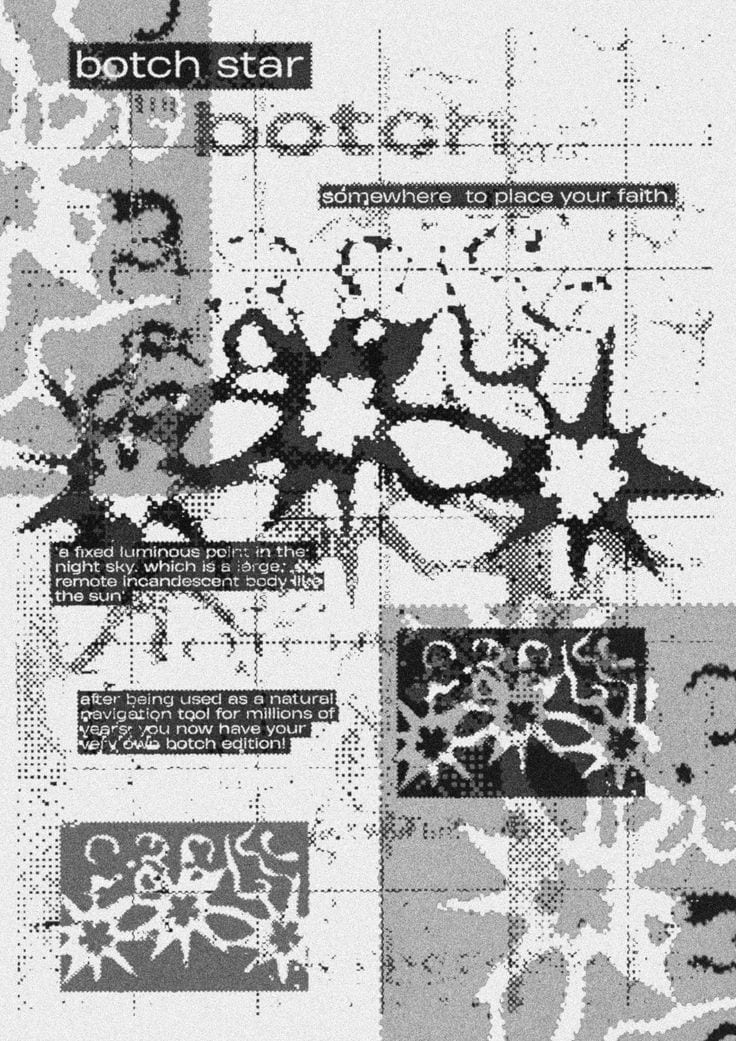 botch star
botch
somewhere to place your faith.
'a fixed luminous point in the
night sky. which is a large,
remote incandescent body like
the sun'
after being used as a natural
navigation tool for millions of
years; you now have your
very own botch edition!